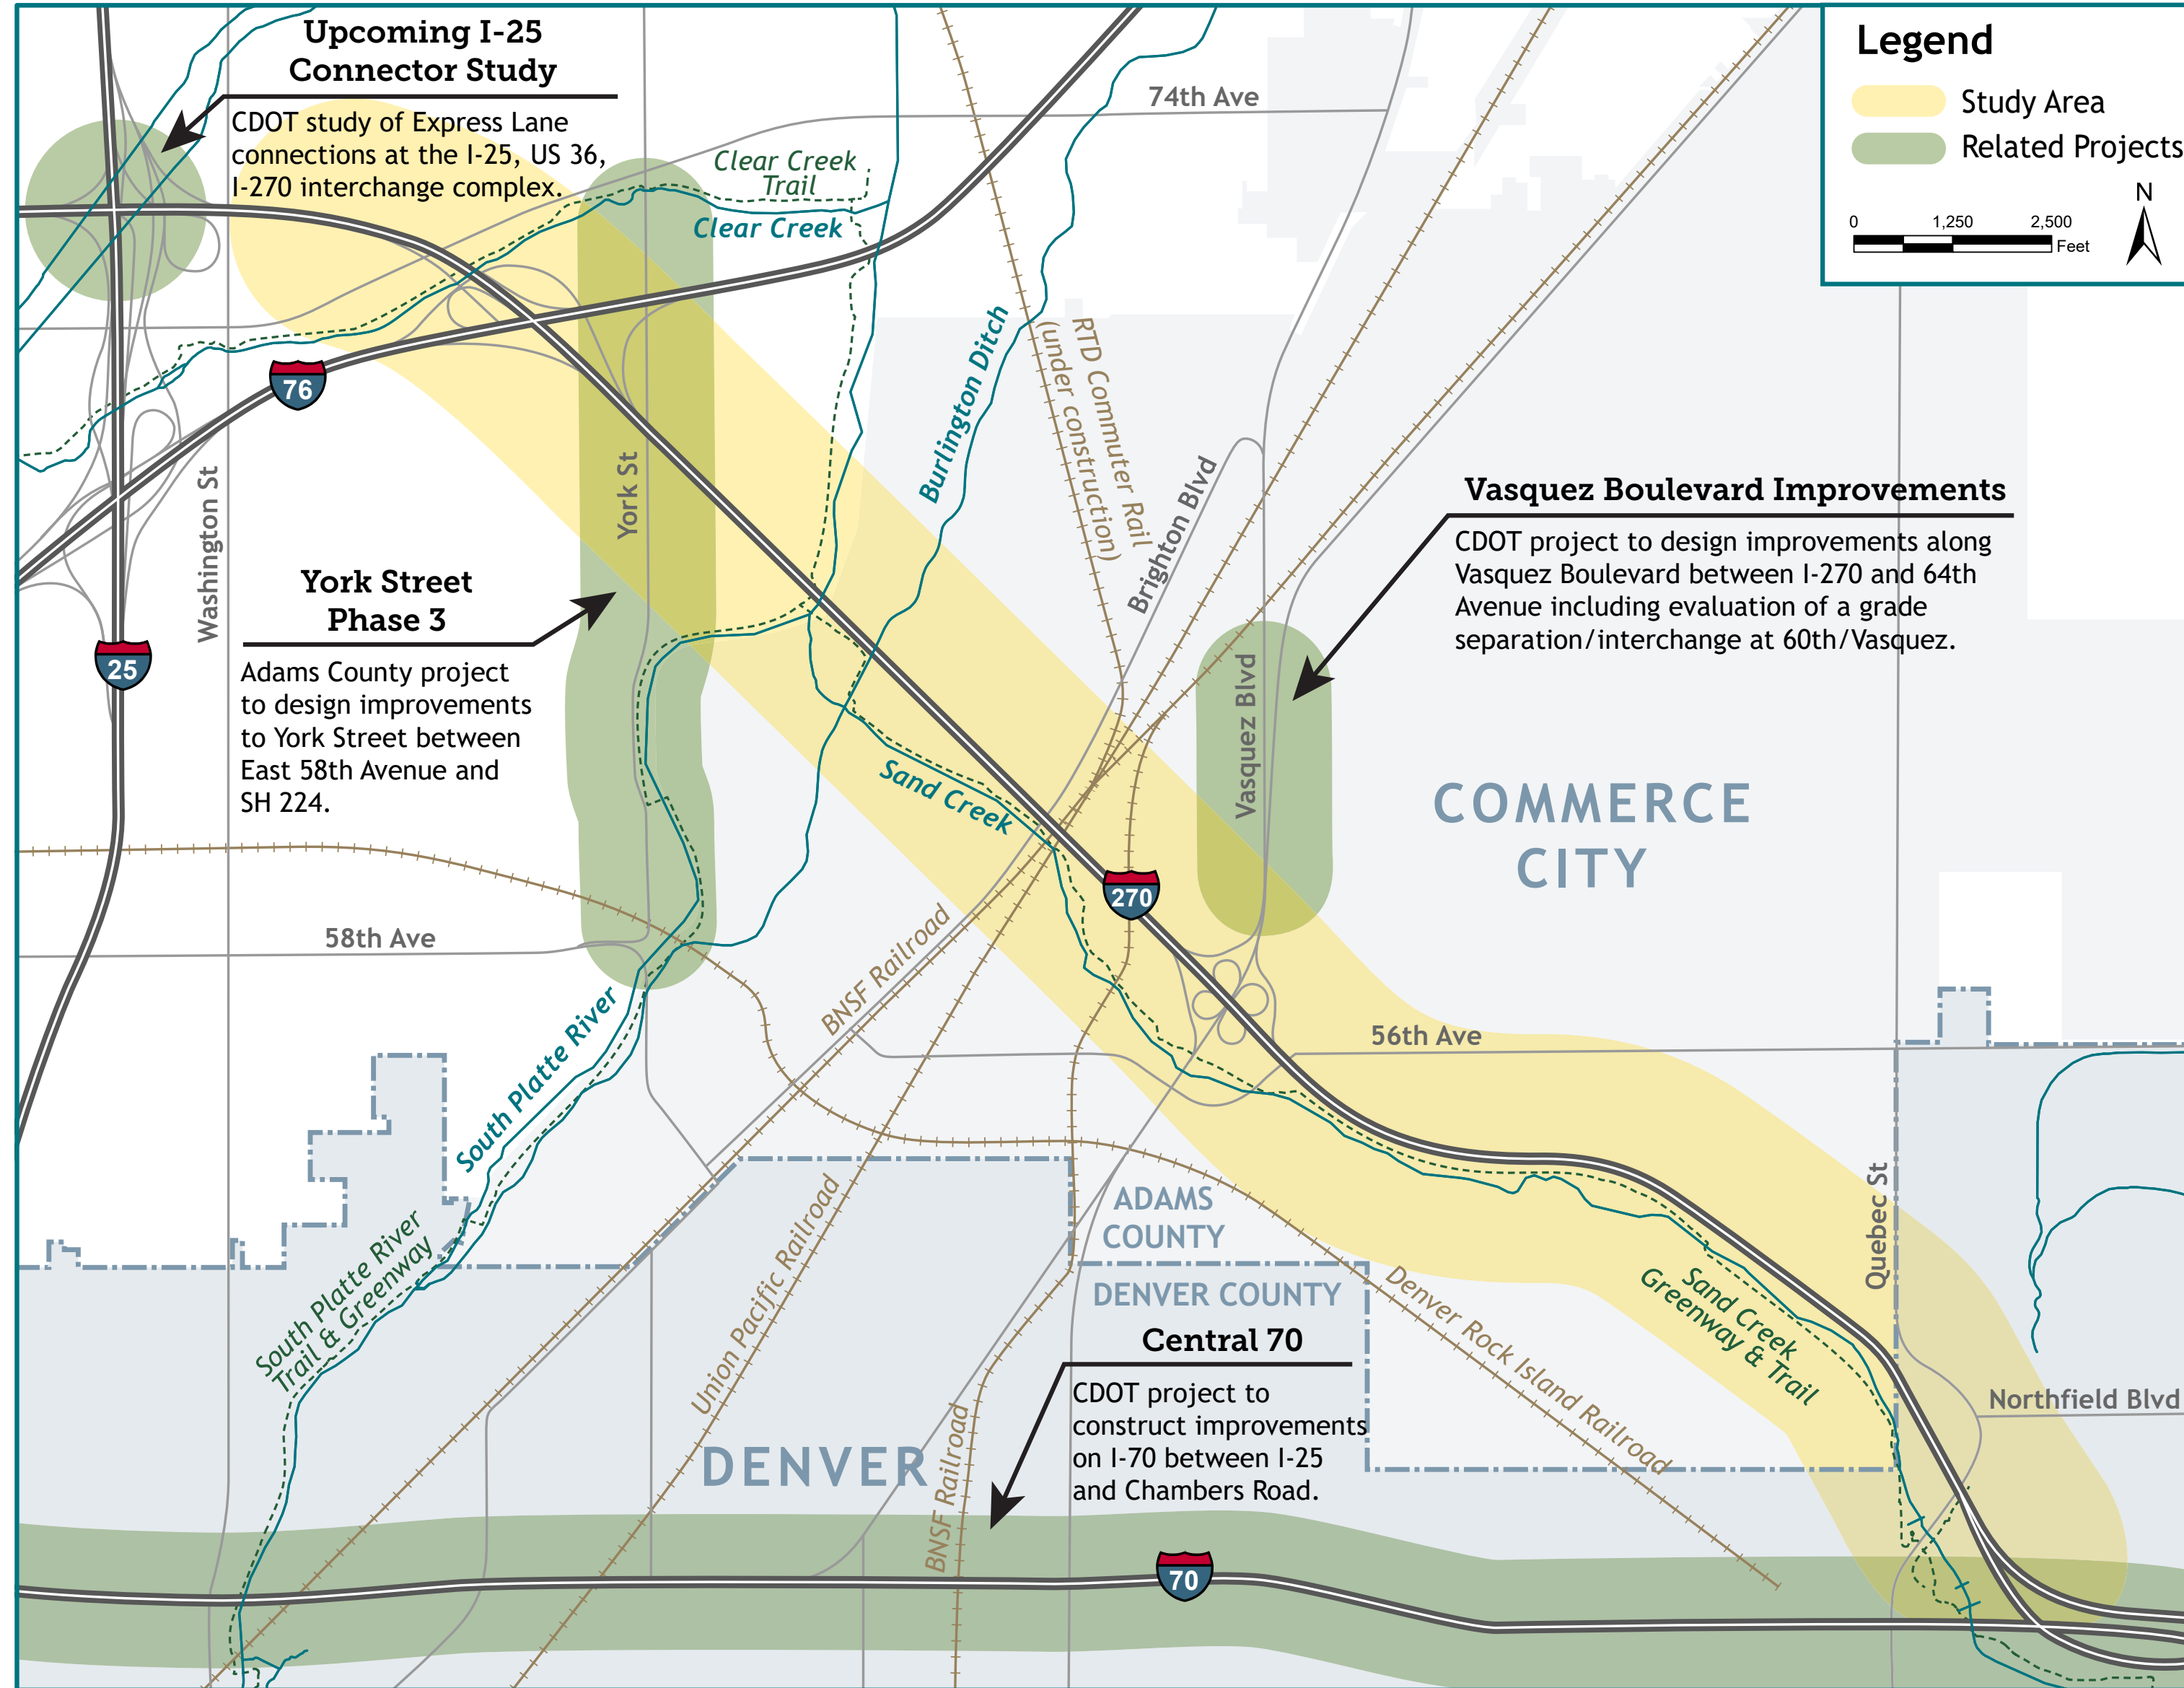 Upcoming I-25
Connector Study
CDOT study of Express Lane
connections at the I-25, US 36,
I-270 interchange complex.
Legend
Study Area
Related Projects
0 1,250 2,500
Feet
N
74th Ave
Clear Creek
Trail
Clear Creek
76
Washington St
York St
Burlington Ditch
RTD Commuter Rail
(under construction)
Brighton Blvd
Vasquez Boulevard Improvements
CDOT project to design improvements along
Vasquez Boulevard between I-270 and 64th
Avenue including evaluation of a grade
separation/interchange at 60th/Vasquez.
York Street
Phase 3
Adams County project
to design improvements
to York Street between
East 58th Avenue and
SH 224.
25
Vasquez Blvd
Sand Creek
COMMERCE
CITY
270
58th Ave
BNSF Railroad
South Platte River
56th Ave
Quebec St
South Platte River
Trail & Greenway
Union Pacific Railroad
ADAMS
COUNTY
DENVER COUNTY
Central 70
CDOT project to
construct improvements
on I-70 between I-25
and Chambers Road.
Denver Rock Island Railroad
Sand Creek
Greenway & Trail
Northfield Blvd
DENVER
BNSF Railroad
70